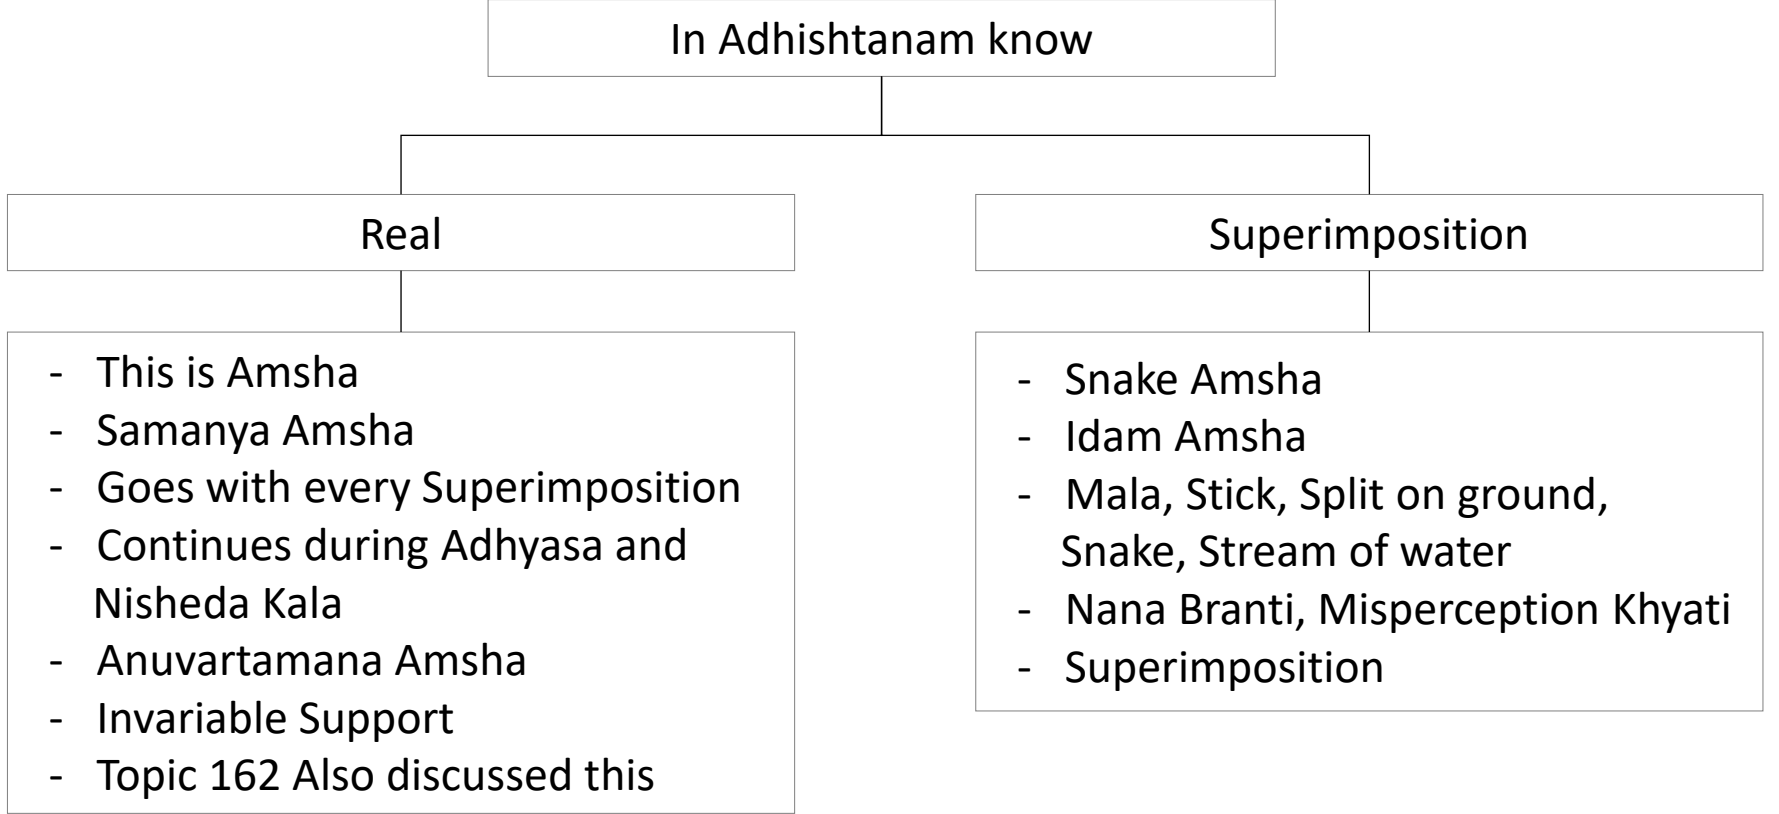 In Adhishtanam know
Real
Superimposition
- This is Amsha
- Samanya Amsha
- Goes with every Superimposition
- Continues during Adhyasa and
Nisheda Kala
- Anuvartamana Amsha
- Invariable Support
- Topic 162 Also discussed this
- Snake Amsha
- Idam Amsha
- Mala, Stick, Split on ground,
Snake, Stream of water
- Nana Branti, Misperception Khyati
- Superimposition